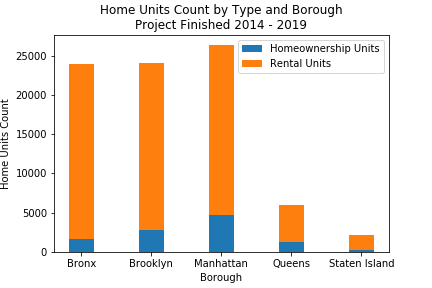 Home Units Count by Type and Borough
Project Finished 2014 - 2019
Homeownership Units
Rental Units
Home Units Count
25000
20000
15000
10000
5000
0
Bronx
Brooklyn
Manhattan
Queens
Staten Island
Borough